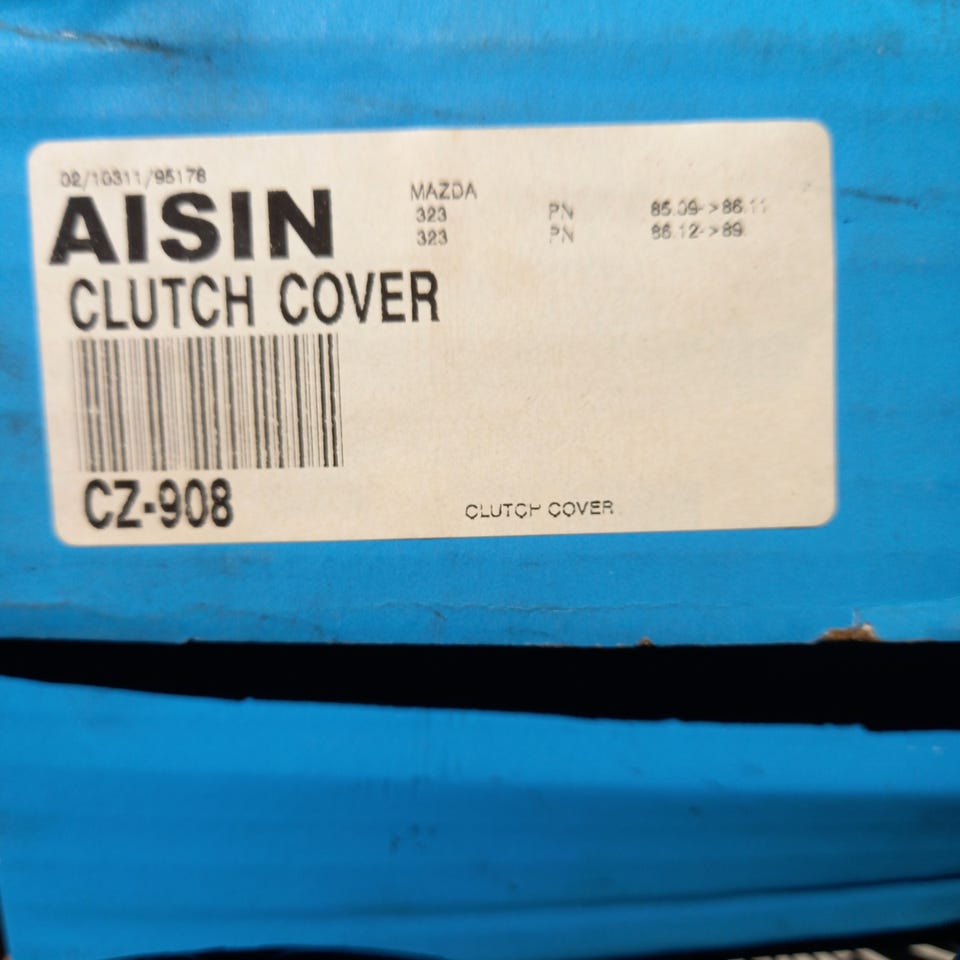 02/10311/95178
AISIN
CLUTCH COVER
MAZDA
323 PN 85.09->86.11
323 PN 86.12->89.
CZ-908
CLUTCH COVER